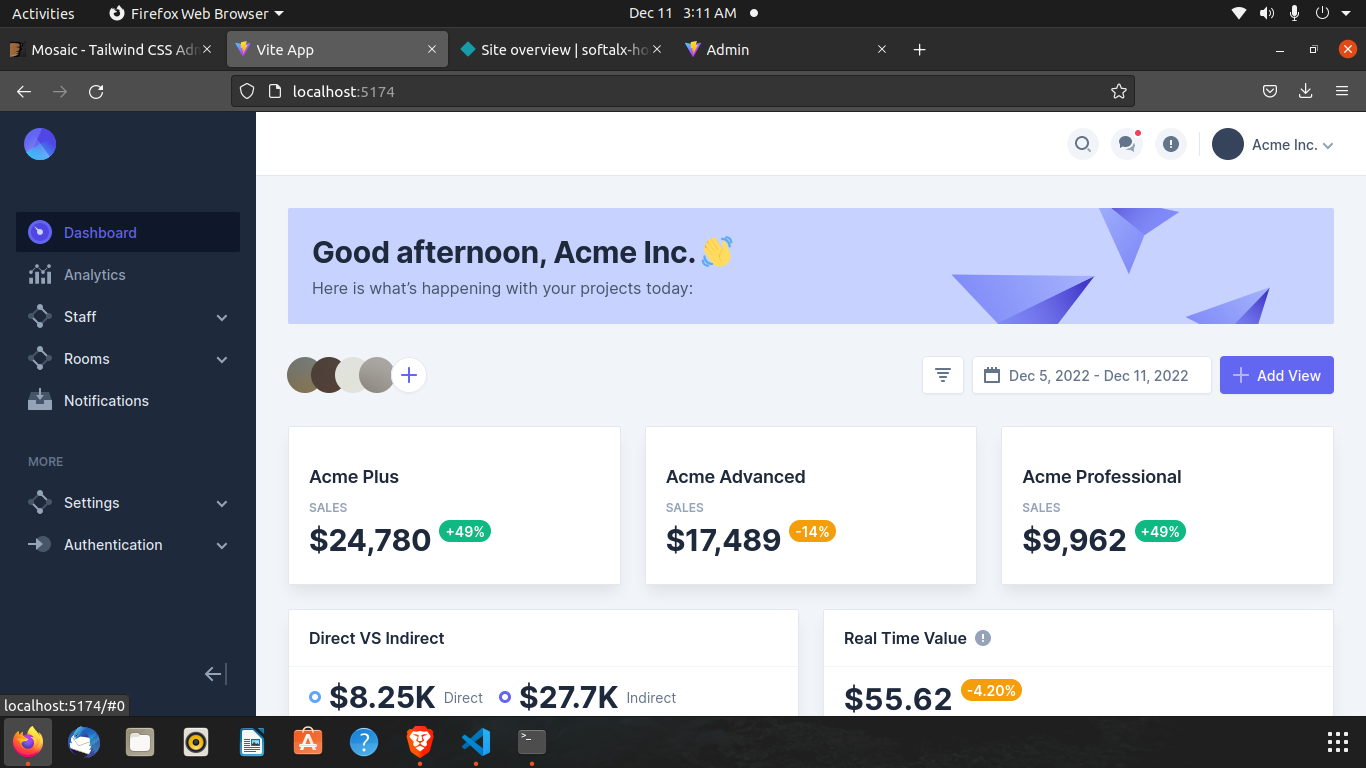 Activities Firefox Web Browser Dec 11 3:11 AM
Mosaic - Tailwind CSS Adm Vite App Site overview | softalx-ho Admin
localhost:5174
Acme Inc.
Dashboard
Analytics
Staff
Rooms
Notifications
MORE
Settings
Authentication
Good afternoon, Acme Inc. 👋
Here is what’s happening with your projects today:
Dec 5, 2022 - Dec 11, 2022 Add View
Acme Plus
SALES
$24,780 +49%
Acme Advanced
SALES
$17,489 -14%
Acme Professional
SALES
$9,962 +49%
Direct VS Indirect
$8.25K Direct $27.7K Indirect
Real Time Value
$55.62 -4.20%
localhost:5174/#0